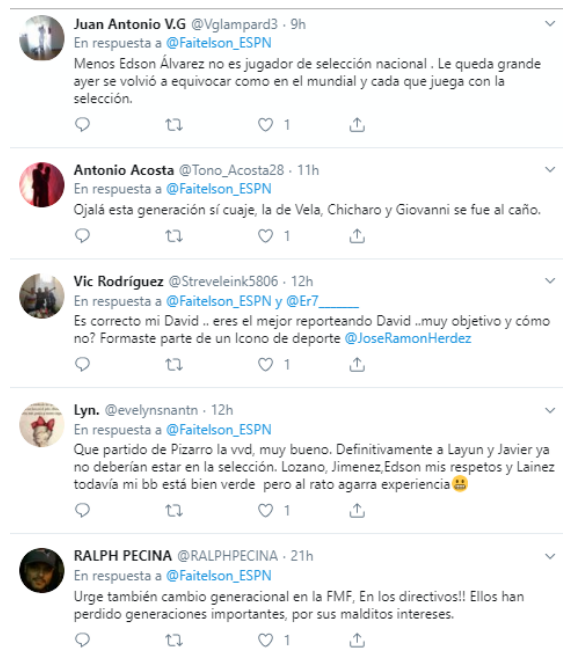 Juan Antonio V.G @Vglampard3 · 9h
En respuesta a @Faitelson_ESPN
Menos Edson Álvarez no es jugador de selección nacional . Le queda grande
ayer se volvió a equivocar como en el mundial y cada que juega con la
selección.
1
Antonio Acosta @Tono_Acosta28 · 11h
En respuesta a @Faitelson_ESPN
Ojalá esta generación sí cuaje, la de Vela, Chicharo y Giovanni se fue al caño.
1
Vic Rodríguez @Streveleink5806 · 12h
En respuesta a @Faitelson_ESPN y @Er7______
Es correcto mi David .. eres el mejor reporteando David ..muy objetivo y cómo
no? Formaste parte de un Icono de deporte @JoseRamonHerdez
1
Lyn. @evelynsnantn · 12h
En respuesta a @Faitelson_ESPN
Que partido de Pizarro la vvd, muy bueno. Definitivamente a Layun y Javier ya
no deberían estar en la selección. Lozano, Jimenez,Edson mis respetos y Lainez
todavía mi bb está bien verde  pero al rato agarra experiencia😬
1
RALPH PECINA @RALPHPECINA · 21h
En respuesta a @Faitelson_ESPN
Urge también cambio generacional en la FMF, En los directivos!! Ellos han
perdido generaciones importantes, por sus malditos intereses.
1